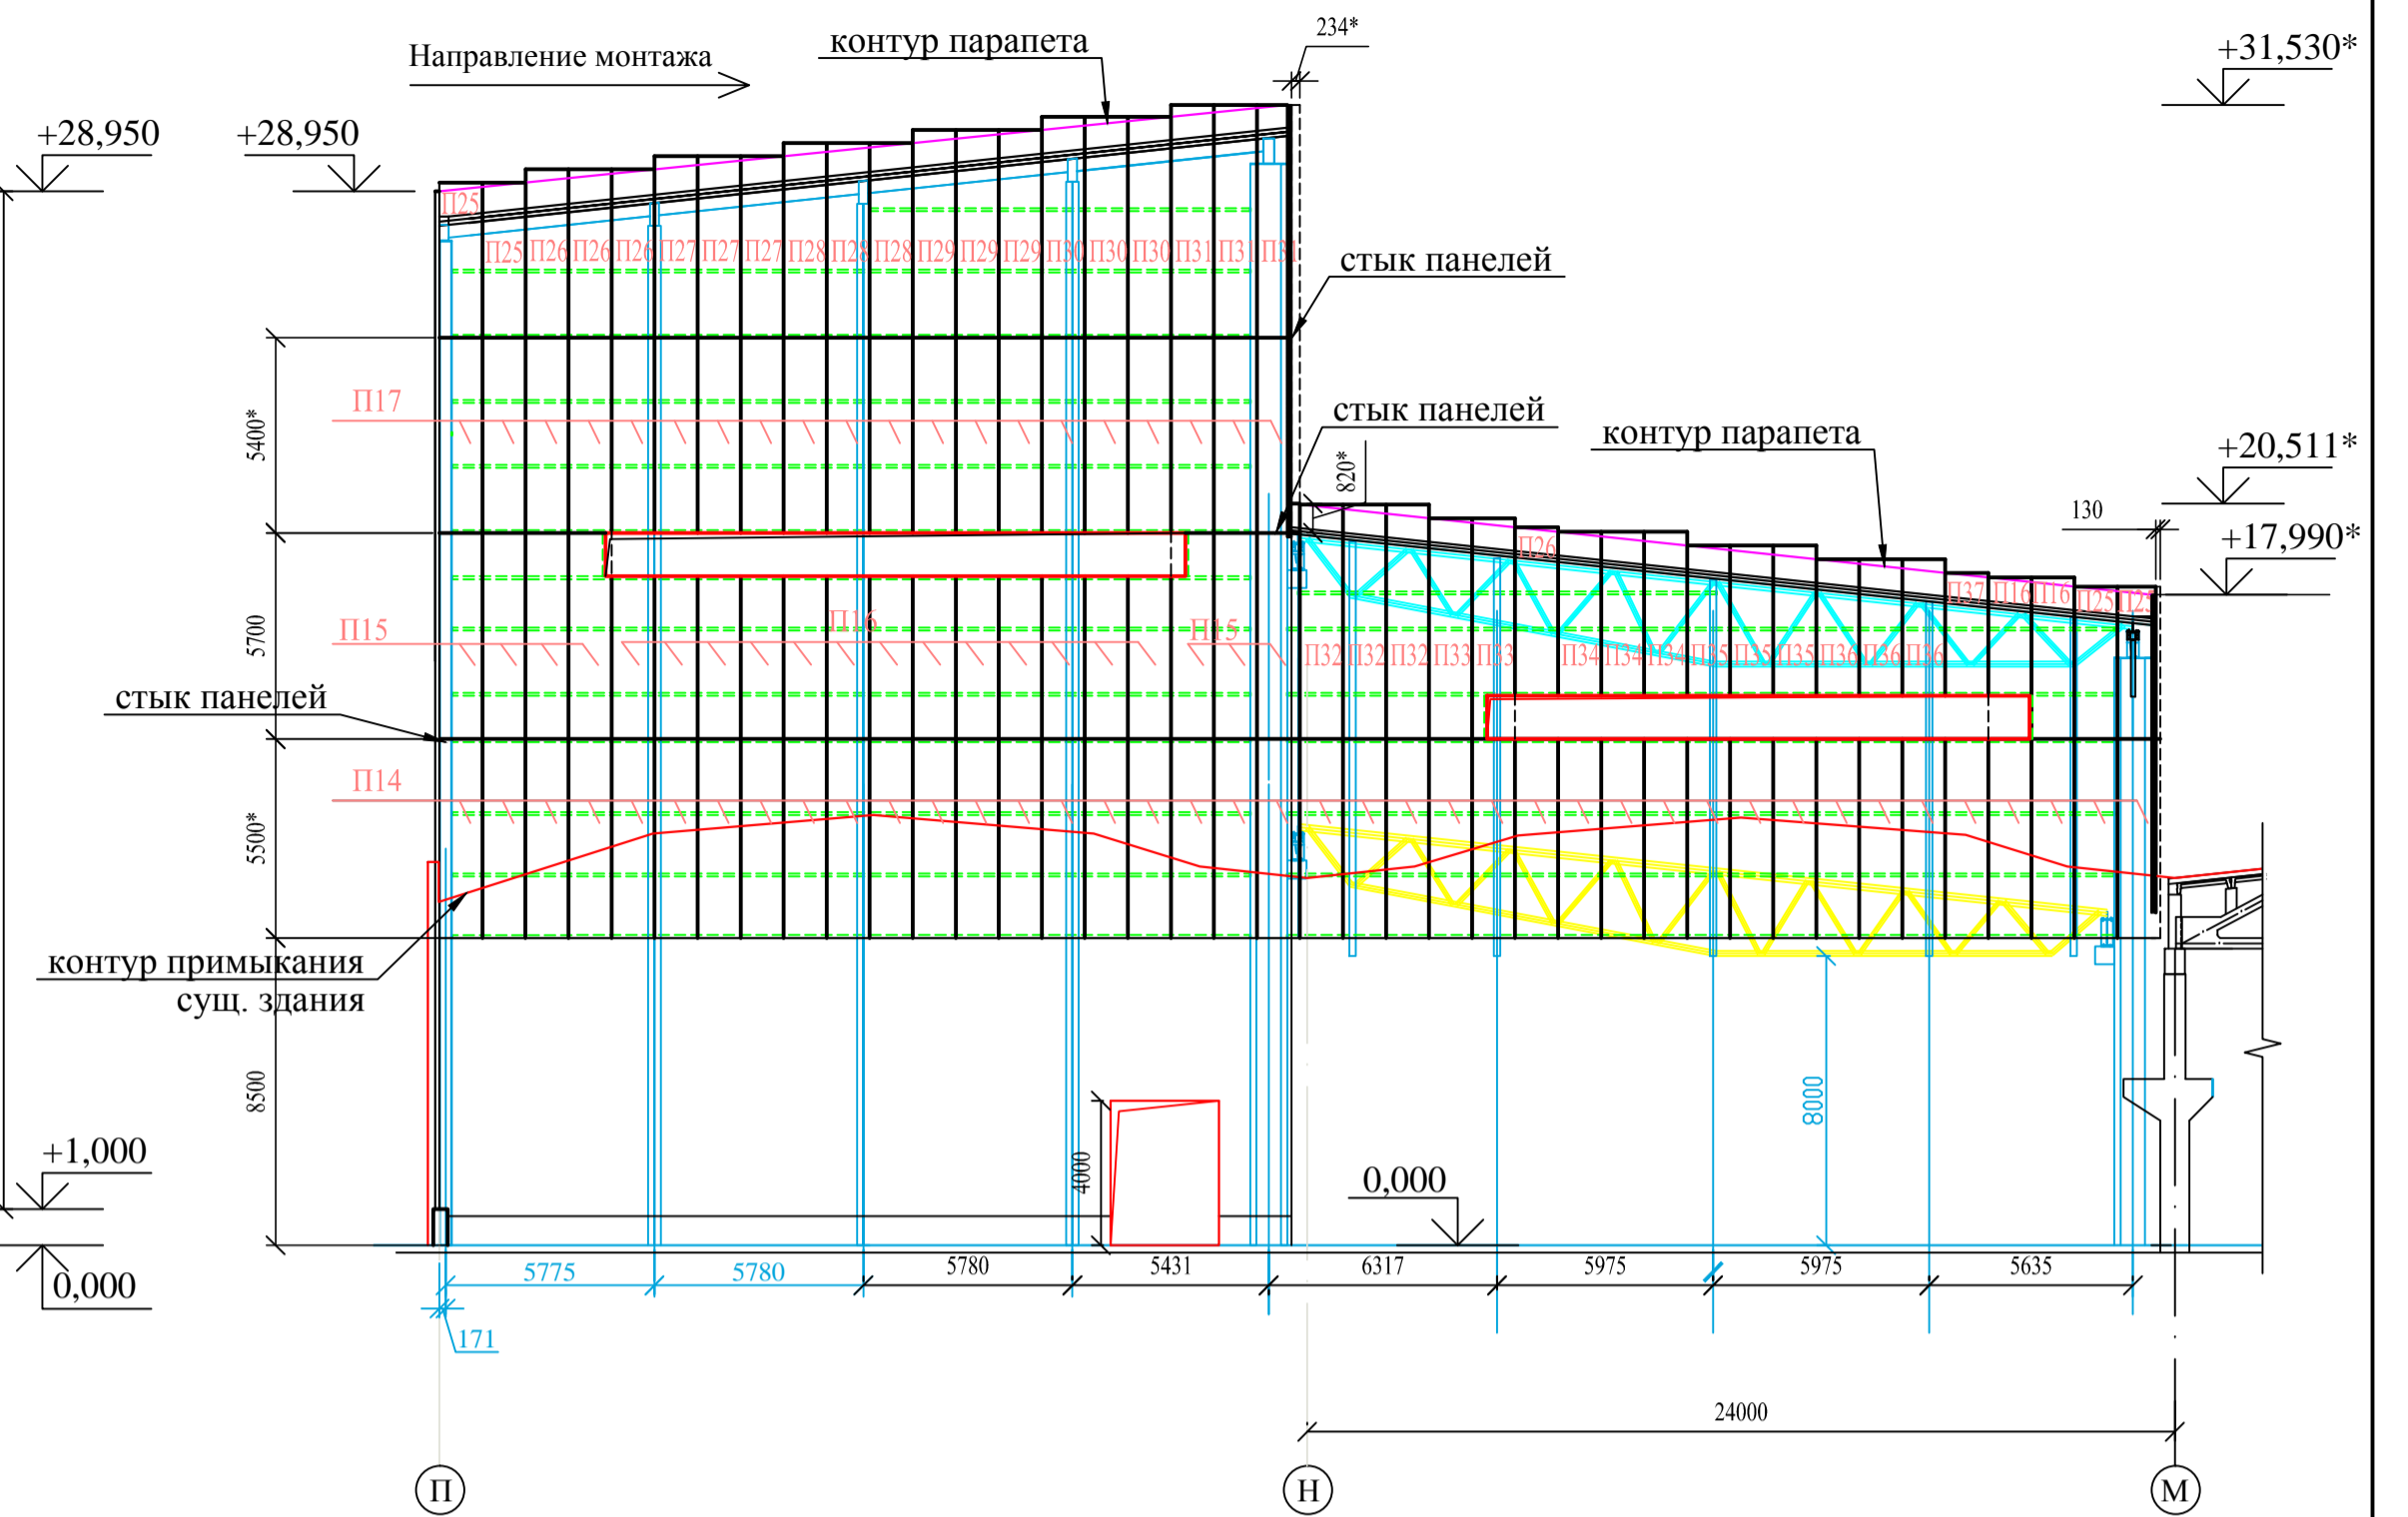 234*
контур парапета
Направление монтажа
+31,530*
+28,950
+28,950
П25
П25 П26 П26 П26 П27 П27 П27 П28 П28 П28 П29 П29 П29 П30 П30 П30 П31 П31 П31
стык панелей
П17
5400*
стык панелей
820*
контур парапета
+20,511*
130
+17,990*
П26
П37 П16 П16 П25 П25
П15
П16
П15
5700
П32 П32 П32 П33 П33 П34 П34 П34 П35 П35 П35 П36 П36 П36
стык панелей
П14
5500*
контур примыкания
сущ. здания
8500
8000
+1,000
4000
0,000
0,000
5775
5780
5780
5431
6317
5975
5975
5635
171
24000
П
Н
М